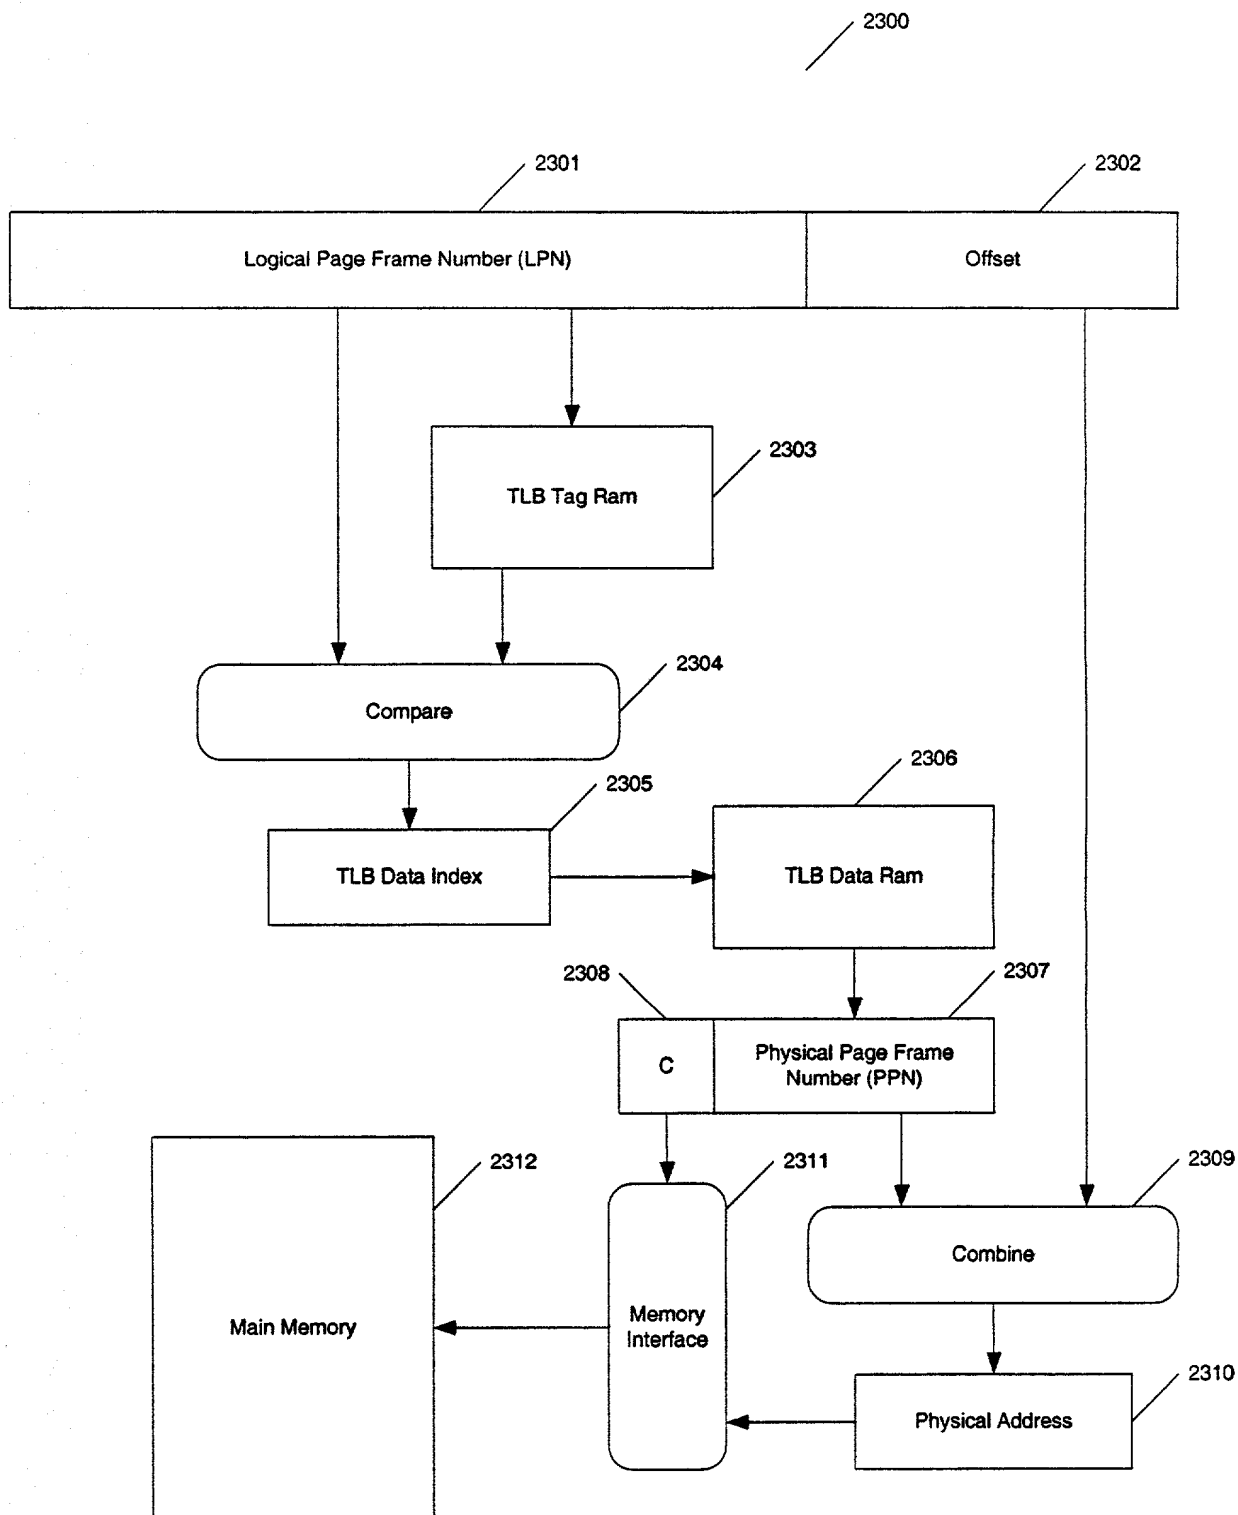 2300
2301
2302
Logical Page Frame Number (LPN)
Offset
2303
TLB Tag Ram
2304
Compare
2305
2306
TLB Data Index
TLB Data Ram
2308
2307
C
Physical Page Frame
Number (PPN)
2312
2311
2309
Combine
Main Memory
Memory
Interface
2310
Physical Address